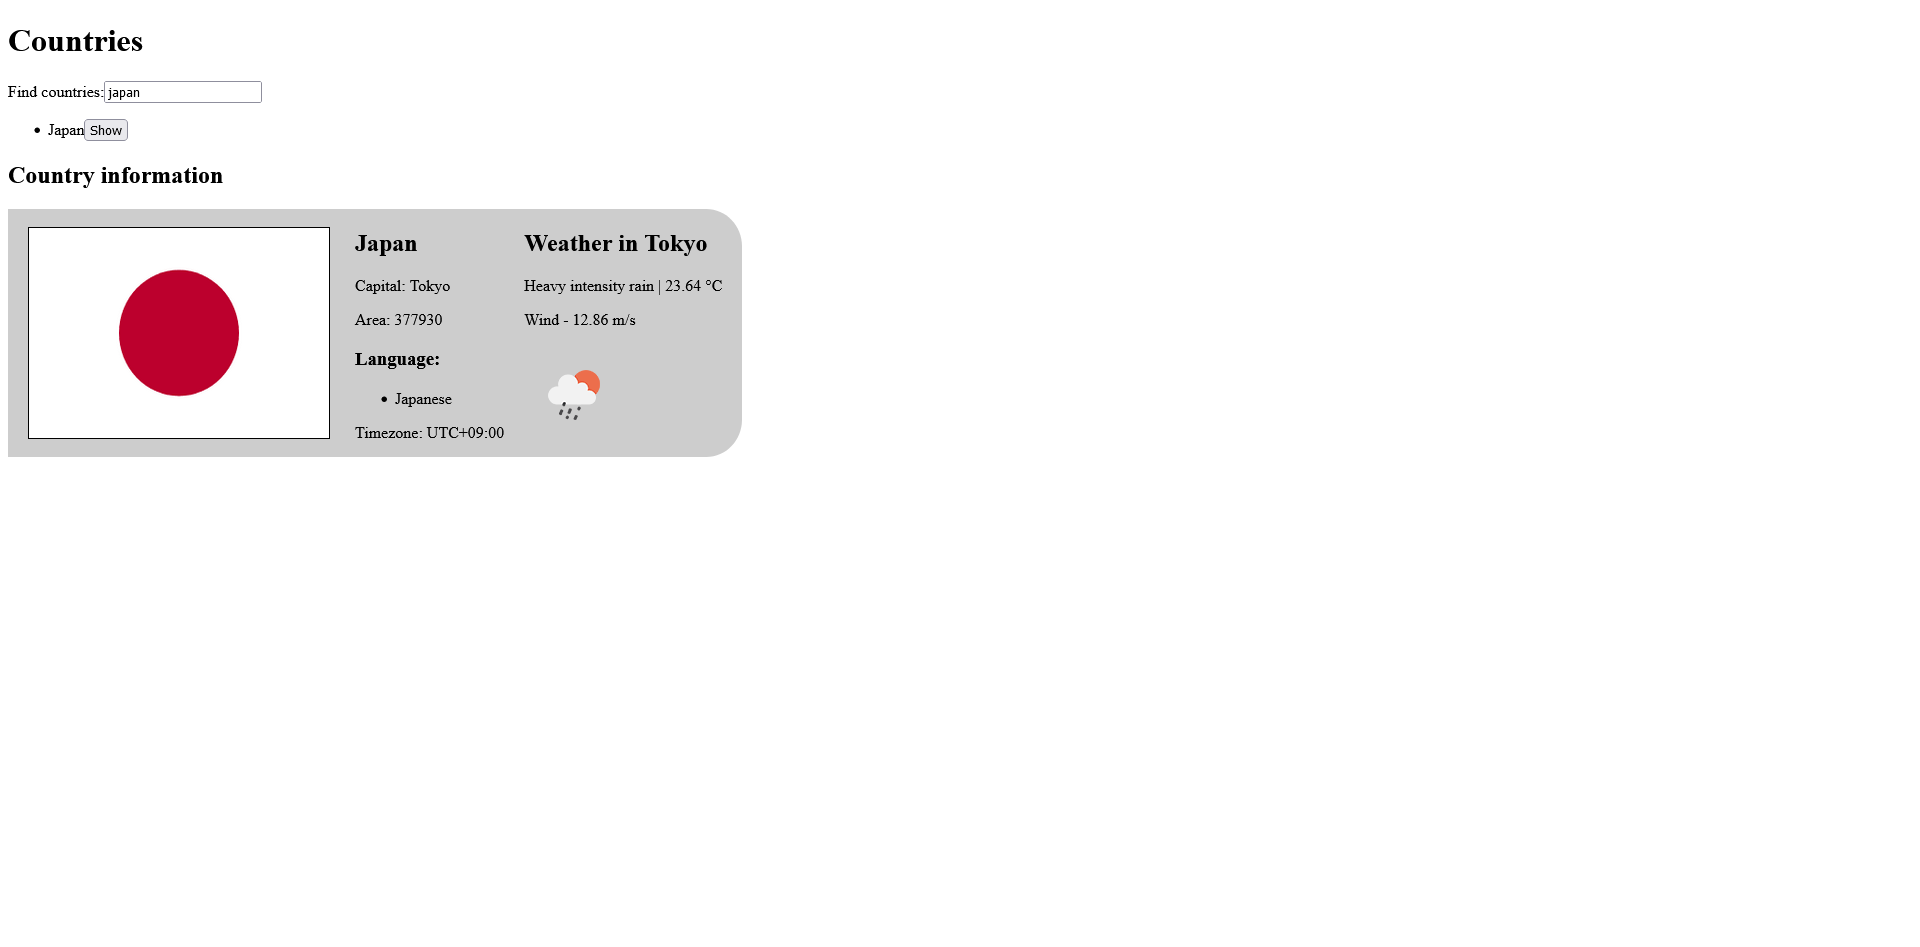 Countries
Find countries: japan
• Japan Show
Country information
Japan
Capital: Tokyo
Area: 377930
Language:
• Japanese
Timezone: UTC+09:00
Weather in Tokyo
Heavy intensity rain | 23.64 °C
Wind - 12.86 m/s